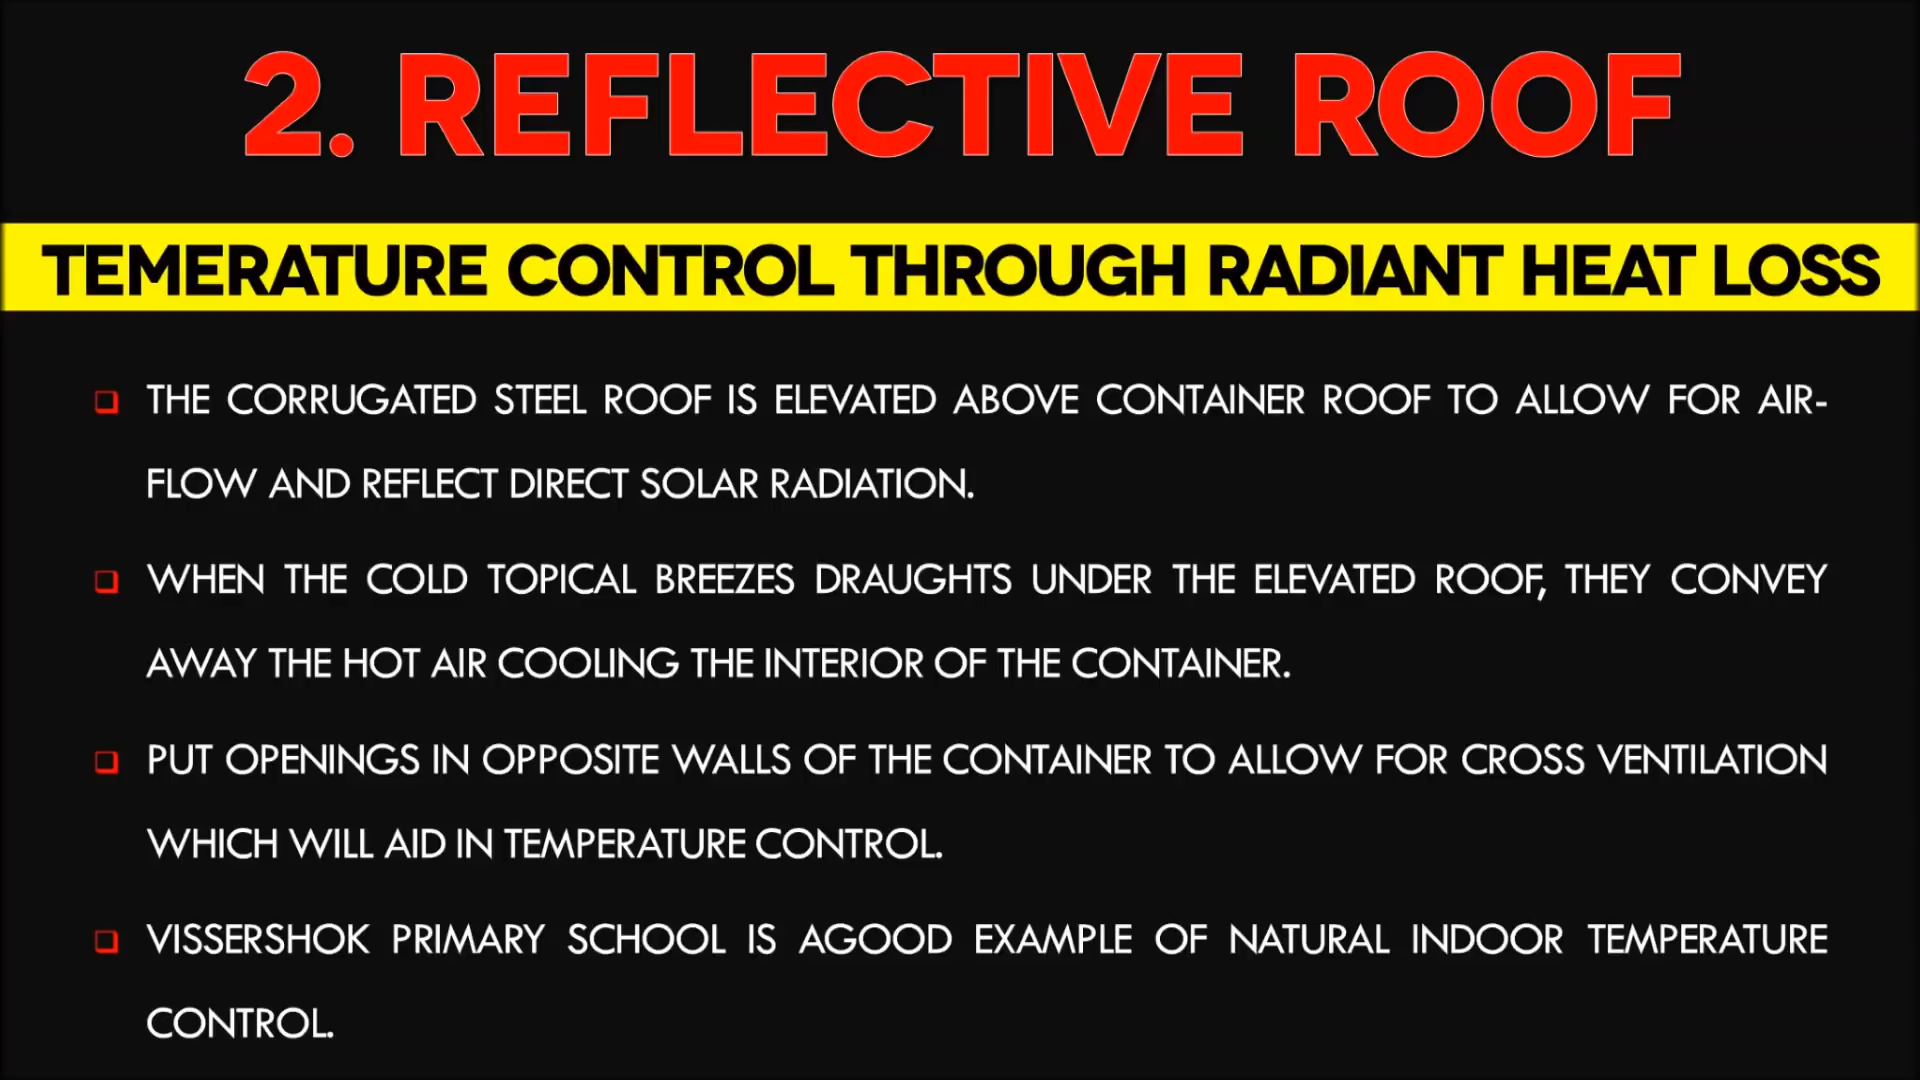 2. REFLECTIVE ROOF
TEMERATURE CONTROL THROUGH RADIANT HEAT LOSS
THE CORRUGATED STEEL ROOF IS ELEVATED ABOVE CONTAINER ROOF TO ALLOW FOR AIR-
FLOW AND REFLECT DIRECT SOLAR RADIATION.
WHEN THE COLD TOPICAL BREEZES DRAUGHTS UNDER THE ELEVATED ROOF, THEY CONVEY
AWAY THE HOT AIR COOLING THE INTERIOR OF THE CONTAINER.
PUT OPENINGS IN OPPOSITE WALLS OF THE CONTAINER TO ALLOW FOR CROSS VENTILATION
WHICH WILL AID IN TEMPERATURE CONTROL.
VISSERSHOK PRIMARY SCHOOL IS AGOOD EXAMPLE OF NATURAL INDOOR TEMPERATURE
CONTROL.